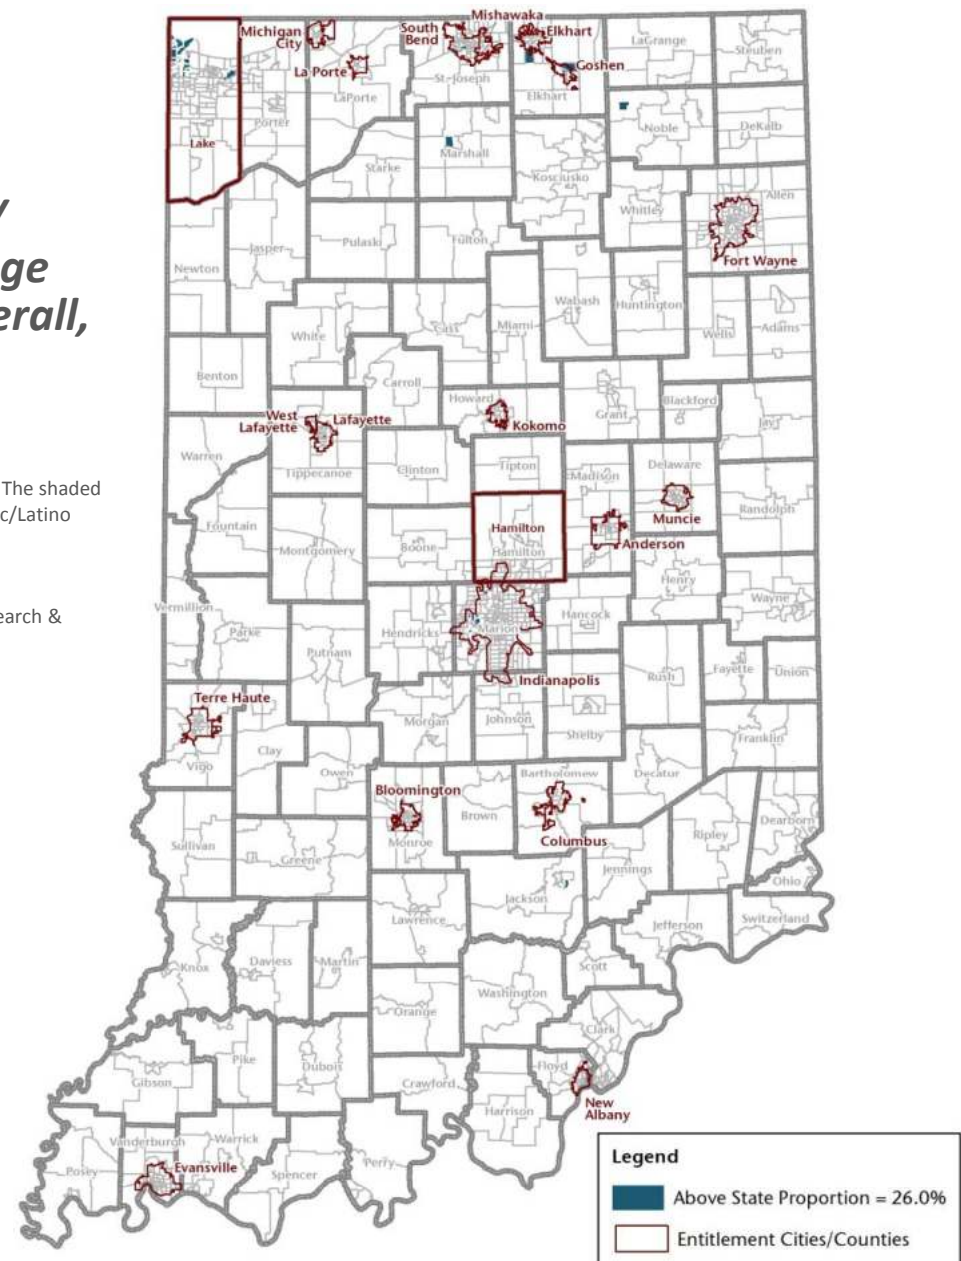 ge
erall,
The shaded
c/Latino
earch &
Michigan
City
South
Bend
Mishawaka
Elkhart
Goshen
La Porte
LaPorte
St-Joseph
Elkhart
LaGrange
Steuben
Porter
Lake
Noble
DeKalb
Marshall
Starke
Kosciusko
Allen
Whitley
Fort Wayne
Jasper
Pulaski
Fulton
Newton
Wabash
Huntington
White
Cass
Miami
Wells
Adams
Benton
Carroll
Howard
Grant
Blackford
Jay
West
Lafayette
Lafayette
Kokomo
Warren
Tippecanoe
Clinton
Tipton
Madison
Delaware
Muncie
Randolph
Fountain
Montgomery
Boone
Hamilton
Hamilton
Anderson
Henry
Wayne
Vermillion
Parke
Putnam
Hendricks
Marion
Hancock
Indianapolis
Rush
Fayette
Union
Terre Haute
Vigo
Clay
Owen
Morgan
Johnson
Shelby
Franklin
Decatur
Bloomington
Monroe
Brown
Bartholomew
Columbus
Sullivan
Greene
Ripley
Dearborn
Jennings
Ohio
Jackson
Lawrence
Jefferson
Switzerland
Knox
Daviess
Martin
Scott
Washington
Orange
Clark
Gibson
Pike
Dubois
Crawford
Floyd
Harrison
New
Albany
Vanderburgh
Warrick
Posey
Evansville
Spencer
Perry
Legend
Above State Proportion = 26.0%
Entitlement Cities/Counties